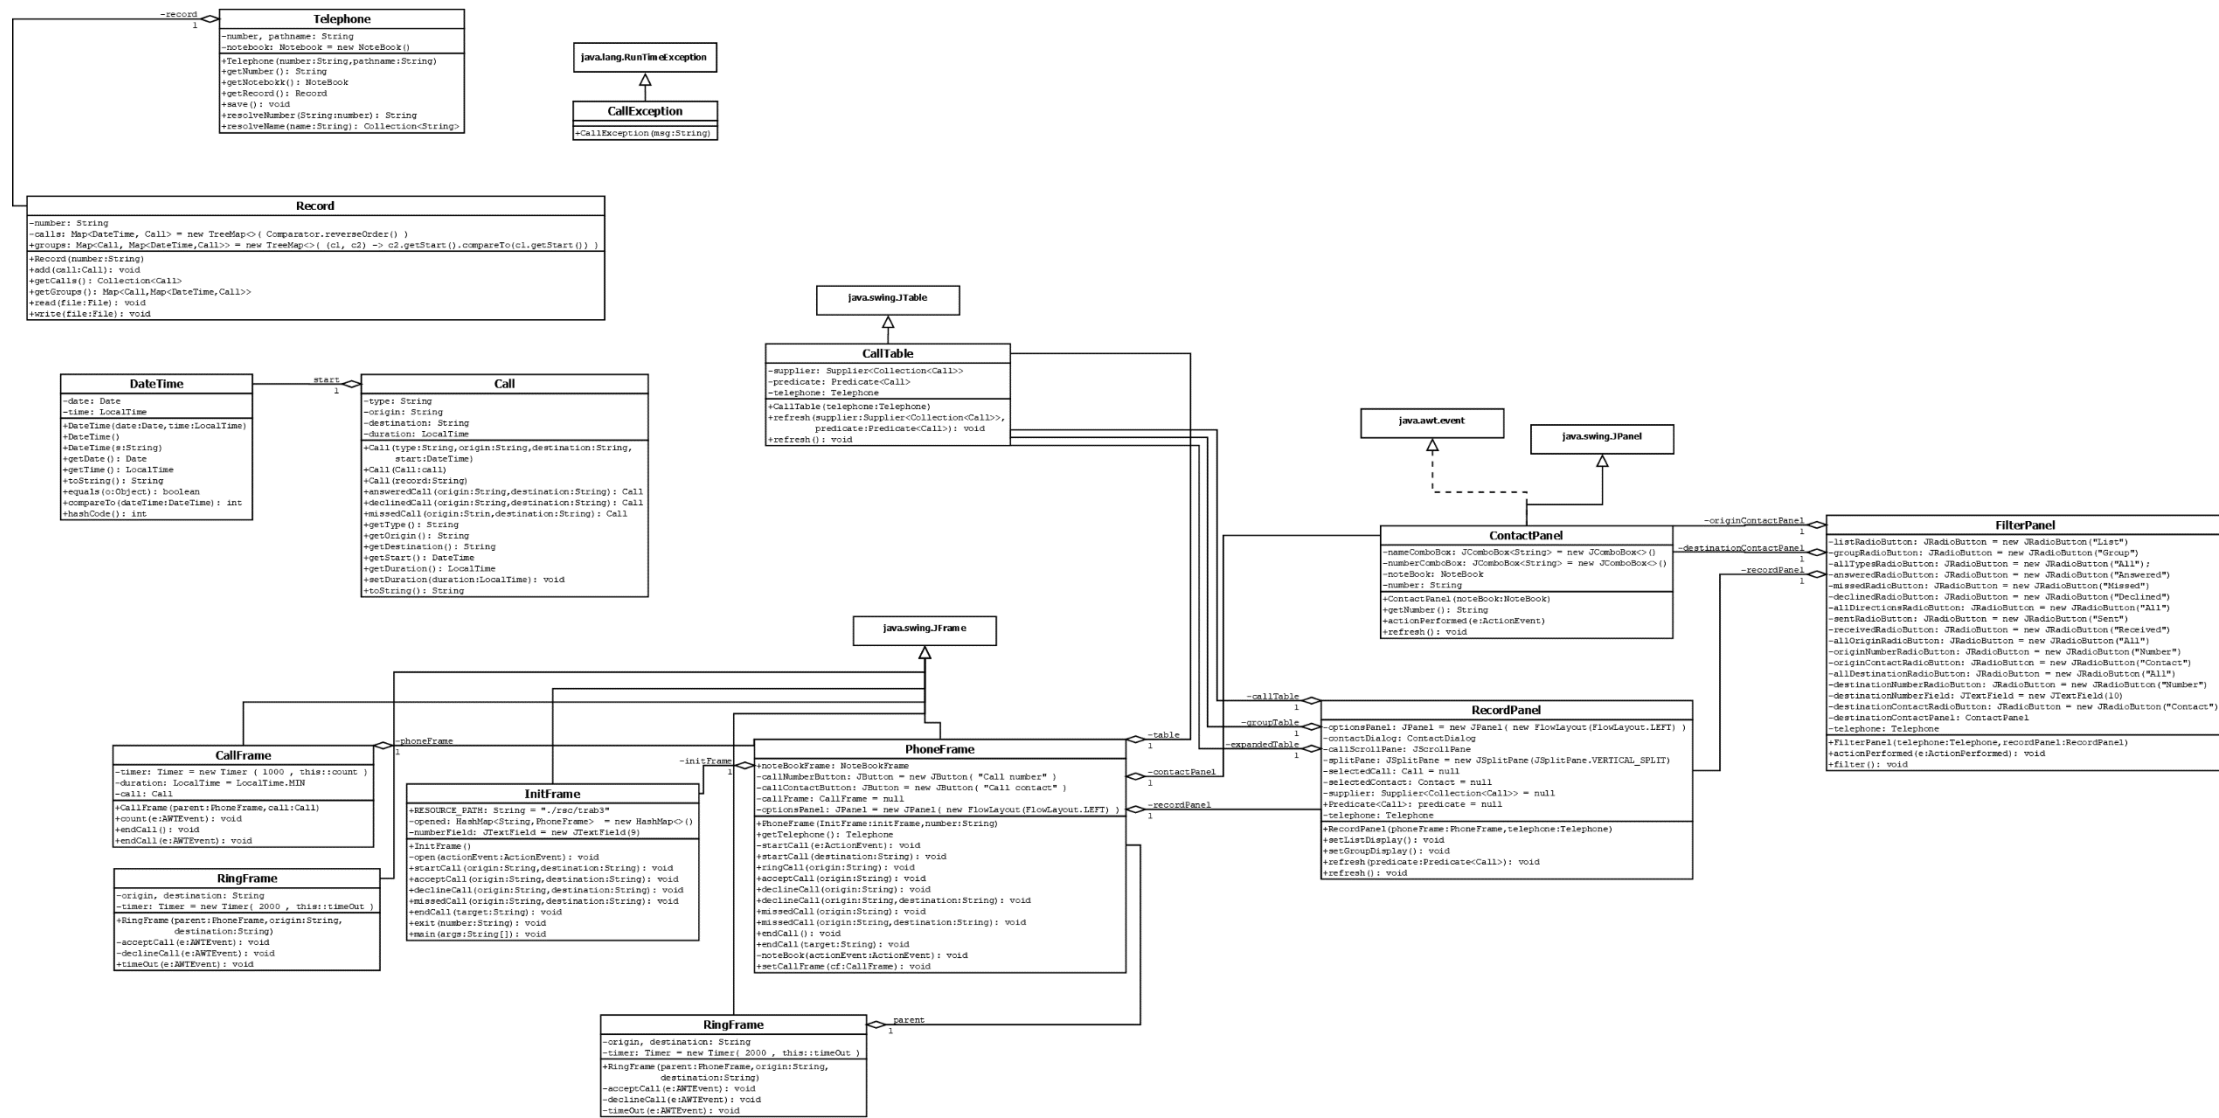 -record
1
Telephone
-number, pathname: String
-notebook: Notebook = new NoteBook()
+Telephone(number:String,pathname:String)
+getNumber(): String
+getNotebokk(): NoteBook
+getRecord(): Record
+save(): void
+resolveNumber(String:number): String
+resolveName(name:String): Collection<String>
java.lang.RunTimeException
CallException
+CallException(msg:String)
Record
-number: String
-calls: Map<DateTime, Call> = new TreeMap<>( Comparator.reverseOrder() )
+groups: Map<Call, Map<DateTime,Call>> = new TreeMap<>( (c1, c2) -> c2.getStart().compareTo(c1.getStart()) )
+Record(number:String)
+add(call:Call): void
+getCalls(): Collection<Call>
+getGroups(): Map<Call,Map<DateTime,Call>>
+read(file:File): void
+write(file:File): void
DateTime
-date: Date
-time: LocalTime
+DateTime(date:Date,time:LocalTime)
+DateTime()
+DateTime(s:String)
+getDate(): Date
+getTime(): LocalTime
+toString(): String
+equals(o:Object): boolean
+compareTo(dateTime:DateTime): int
+hashCode(): int
start
1
Call
-type: String
-origin: String
-destination: String
-duration: LocalTime
+Call(type:String,origin:String,destination:String,
start:DateTime)
+Call(Call:call)
+Call(record:String)
+answeredCall(origin:String,destination:String): Call
+declinedCall(origin:String,destination:String): Call
+missedCall(origin:Strin,destination:String): Call
+getType(): String
+getOrigin(): String
+getDestination(): String
+getStart(): DateTime
+getDuration(): LocalTime
+setDuration(duration:LocalTime): void
+toString(): String
java.swing.JTable
CallTable
-supplier: Supplier<Collection<Call>>
-predicate: Predicate<Call>
-telephone: Telephone
+CallTable(telephone:Telephone)
+refresh(supplier:Supplier<Collection<Call>>,
predicate:Predicate<Call>): void
+refresh(): void
java.awt.event
java.swing.JPanel
ContactPanel
-nameComboBox: JComboBox<String> = new JComboBox<>()
-numberComboBox: JComboBox<String> = new JComboBox<>()
-noteBook: NoteBook
-number: String
+ContactPanel(noteBook:NoteBook)
+getNumber(): String
+actionPerformed(e:ActionEvent)
+refresh(): void
-originContactPanel
1
-destinationContactPanel
1
-recordPanel
1
FilterPanel
-listRadioButton: JRadioButton = new JRadioButton("List")
-groupRadioButton: JRadioButton = new JRadioButton("Group")
-allTypesRadioButton: JRadioButton = new JRadioButton("All");
-answeredRadioButton: JRadioButton = new JRadioButton("Answered")
-missedRadioButton: JRadioButton = new JRadioButton("Missed")
-declinedRadioButton: JRadioButton = new JRadioButton("Declined")
-allDirectionsRadioButton: JRadioButton = new JRadioButton("All")
-sentRadioButton: JRadioButton = new JRadioButton("Sent")
-receivedRadioButton: JRadioButton = new JRadioButton("Received")
-allOriginRadioButton: JRadioButton = new JRadioButton("All")
-originNumberRadioButton: JRadioButton = new JRadioButton("Number")
-originContactRadioButton: JRadioButton = new JRadioButton("Contact")
-allDestinationRadioButton: JRadioButton = new JRadioButton("All")
-destinationNumberRadioButton: JRadioButton = new JRadioButton("Number")
-destinationNumberField: JTextField = new JTextField(10)
-destinationContactRadioButton: JRadioButton = new JRadioButton("Contact")
-destinationContactPanel: ContactPanel
-telephone: Telephone
+FilterPanel(telephone:Telephone,recordPanel:RecordPanel)
+actionPerformed(e:ActionPerformed): void
+filter(): void
java.swing.JFrame
CallFrame
-timer: Timer = new Timer ( 1000 , this::count )
-duration: LocalTime = LocalTime.MIN
-call: Call
+CallFrame(parent:PhoneFrame,call:Call)
+count(e:AWTEvent): void
+endCall(): void
+endCall(e:AWTEvent): void
-phoneFrame
1
RingFrame
-origin, destination: String
-timer: Timer = new Timer( 2000 , this::timeOut )
+RingFrame(parent:PhoneFrame,origin:String,
destination:String)
-acceptCall(e:AWTEvent): void
-declineCall(e:AWTEvent): void
+timeOut(e:AWTEvent): void
-initFrame
1
InitFrame
+RESOURCE_PATH: String = "./rsc/trab3"
-opened: HashMap<String,PhoneFrame>  = new HashMap<>()
-numberField: JTextField = new JTextField(9)
+InitFrame()
-open(actionEvent:ActionEvent): void
+startCall(origin:String,destination:String): void
+acceptCall(origin:String,destination:String): void
+declineCall(origin:String,destination:String): void
+missedCall(origin:String,destination:String): void
+endCall(target:String): void
+exit(number:String): void
+main(args:String[]): void
PhoneFrame
+noteBookFrame: NoteBookFrame
-callNumberButton: JButton = new JButton( "Call number" )
-callContactButton: JButton = new JButton( "Call contact" )
-callFrame: CallFrame = null
-optionsPanel: JPanel = new JPanel( new FlowLayout(FlowLayout.LEFT) )
+PhoneFrame(InitFrame:initFrame,number:String)
+getTelephone(): Telephone
-startCall(e:ActionEvent): void
+startCall(destination:String): void
+ringCall(origin:String): void
+acceptCall(origin:String): void
+declineCall(origin:String): void
+declineCall(origin:String,destination:String): void
+missedCall(origin:String): void
+missedCall(origin:String,destination:String): void
+endCall(): void
+endCall(target:String): void
-noteBook(actionEvent:ActionEvent): void
+setCallFrame(cf:CallFrame): void
-table
1
-contactPanel
1
-recordPanel
1
-callTable
1
-groupTable
1
-expandedTable
1
RecordPanel
-optionsPanel: JPanel = new JPanel( new FlowLayout(FlowLayout.LEFT) )
-contactDialog: ContactDialog
-callScrollPane: JScrollPane
-splitPane: JSplitPane = new JSplitPane(JSplitPane.VERTICAL_SPLIT)
-selectedCall: Call = null
-selectedContact: Contact = null
-supplier: Supplier<Collection<Call>> = null
+Predicate<Call>: predicate = null
-telephone: Telephone
+RecordPanel(phoneFrame:PhoneFrame,telephone:Telephone)
+setListDisplay(): void
+setGroupDisplay(): void
+refresh(predicate:Predicate<Call>): void
+refresh(): void
RingFrame
-origin, destination: String
-timer: Timer = new Timer( 2000 , this::timeOut )
+RingFrame(parent:PhoneFrame,origin:String,
destination:String)
-acceptCall(e:AWTEvent): void
-declineCall(e:AWTEvent): void
-timeOut(e:AWTEvent): void
parent
1